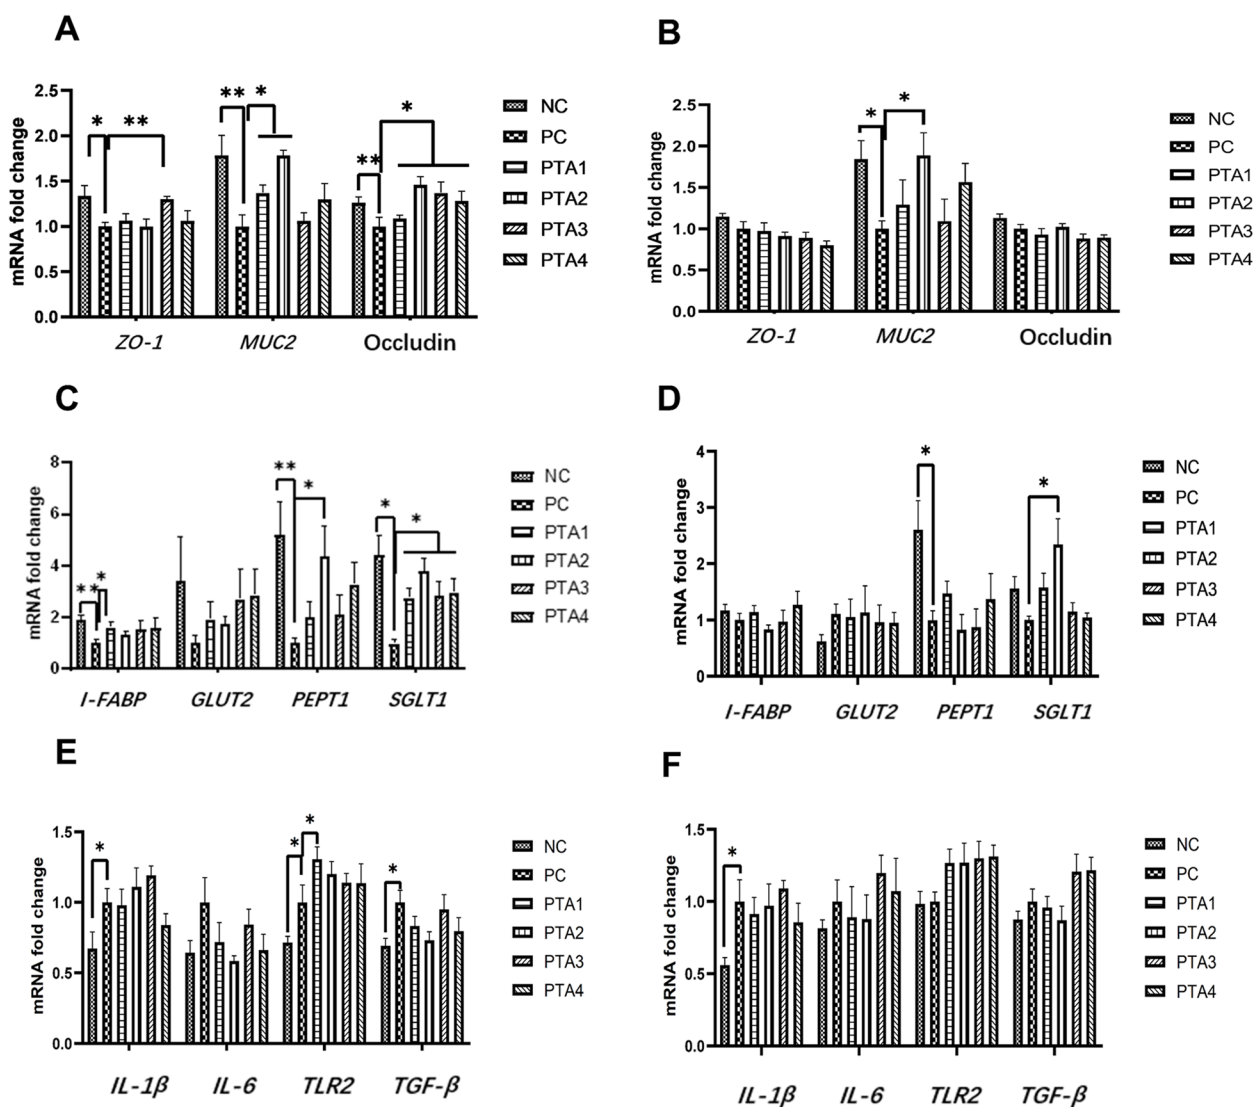 A
mRNA fold change
2.5
2.0
1.5
1.0
0.5
0.0
* ** ** * ** *
ZO-1 MUC2 Occludin
NC
PC
PTA1
PTA2
PTA3
PTA4
B
mRNA fold change
2.5
2.0
1.5
1.0
0.5
0.0
* *
ZO-1 MUC2 Occludin
NC
PC
PTA1
PTA2
PTA3
PTA4
C
mRNA fold change
8
6
4
2
0
** * ** * * *
I-FABP GLUT2 PEPT1 SGLT1
NC
PC
PTA1
PTA2
PTA3
PTA4
D
mRNA fold change
4
3
2
1
0
* *
I-FABP GLUT2 PEPT1 SGLT1
NC
PC
PTA1
PTA2
PTA3
PTA4
E
mRNA fold change
1.5
1.0
0.5
0.0
* * * *
IL-1β IL-6 TLR2 TGF-β
NC
PC
PTA1
PTA2
PTA3
PTA4
F
mRNA fold change
1.5
1.0
0.5
0.0
*
IL-1β IL-6 TLR2 TGF-β
NC
PC
PTA1
PTA2
PTA3
PTA4